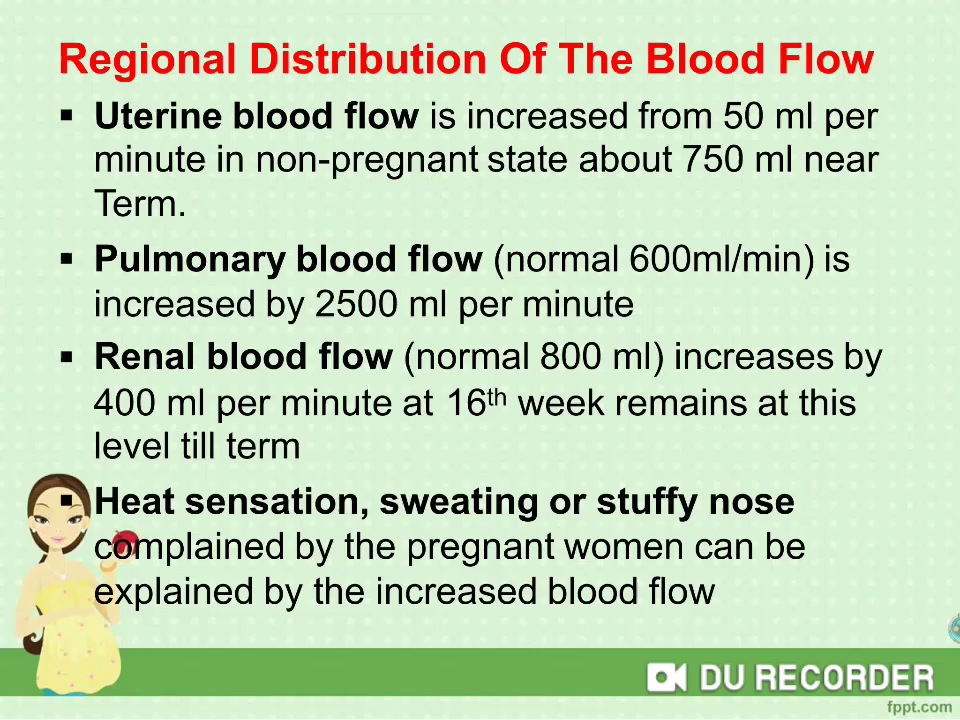 Regional Distribution Of The Blood Flow
▪ Uterine blood flow is increased from 50 ml per
minute in non-pregnant state about 750 ml near
Term.
▪ Pulmonary blood flow (normal 600ml/min) is
increased by 2500 ml per minute
▪ Renal blood flow (normal 800 ml) increases by
400 ml per minute at 16th week remains at this
level till term
▪ Heat sensation, sweating or stuffy nose
complained by the pregnant women can be
explained by the increased blood flow
DU RECORDER
fppt.com